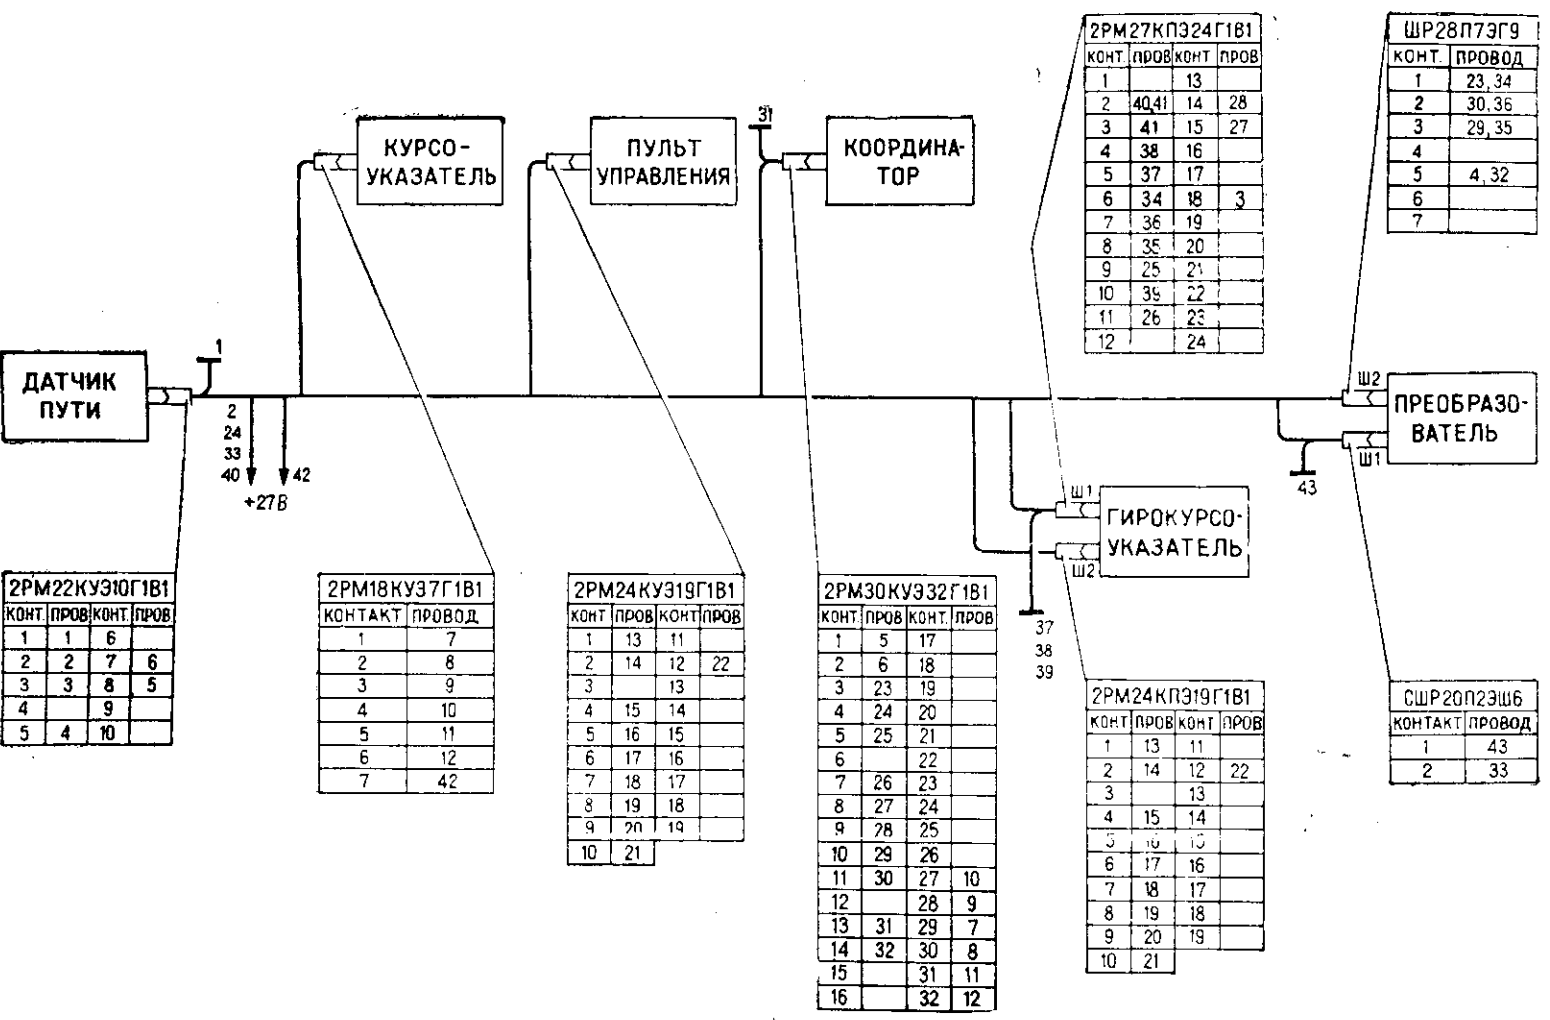 КУРСО-
УКАЗАТЕЛЬ
ПУЛЬТ
УПРАВЛЕНИЯ
31
КООРДИНА-
ТОР
2РМ27КПЭ24Г1В1
КОНТ. ПРОВ КОНТ ПРОВ
1 13
2 40,41 14 28
3 41 15 27
4 38 16
5 37 17
6 34 18 3
7 36 19
8 35 20
9 25 21
10 39 22
11 26 23
12 24
ШР28П7ЭГ9
КОНТ. ПРОВОД
1 23,34
2 30,36
3 29,35
4
5 4,32
6
7
ДАТЧИК
ПУТИ
1
2
24
33
40
+27В
42
Ш2
Ш1
ПРЕОБРАЗО-
ВАТЕЛЬ
43
Ш1
Ш2
ГИРОКУРСО-
УКАЗАТЕЛЬ
37
38
39
2РМ22КУЭ10Г1В1
КОНТ. ПРОВ КОНТ. ПРОВ.
1 1 6
2 2 7 6
3 3 8 5
4 9
5 4 10
2РМ18КУЭ7Г1В1
КОНТАКТ ПРОВОД
1 7
2 8
3 9
4 10
5 11
6 12
7 42
2РМ24КУЭ19Г1В1
КОНТ ПРОВ КОНТ ПРОВ
1 13 11
2 14 12 22
3 13
4 15 14
5 16 15
6 17 16
7 18 17
8 19 18
9 20 19
10 21
2РМ30КУЭ32Г1В1
КОНТ. ПРОВ КОНТ. ПРОВ
1 5 17
2 6 18
3 23 19
4 24 20
5 25 21
6 22
7 26 23
8 27 24
9 28 25
10 29 26
11 30 27 10
12 28 9
13 31 29 7
14 32 30 8
15 31 11
16 32 12
2РМ24КПЭ19Г1В1
КОНТ ПРОВ КОНТ ПРОВ
1 13 11
2 14 12 22
3 13
4 15 14
5 16 15
6 17 16
7 18 17
8 19 18
9 20 19
10 21
СШР20П2ЭШ6
КОНТАКТ ПРОВОД
1 43
2 33